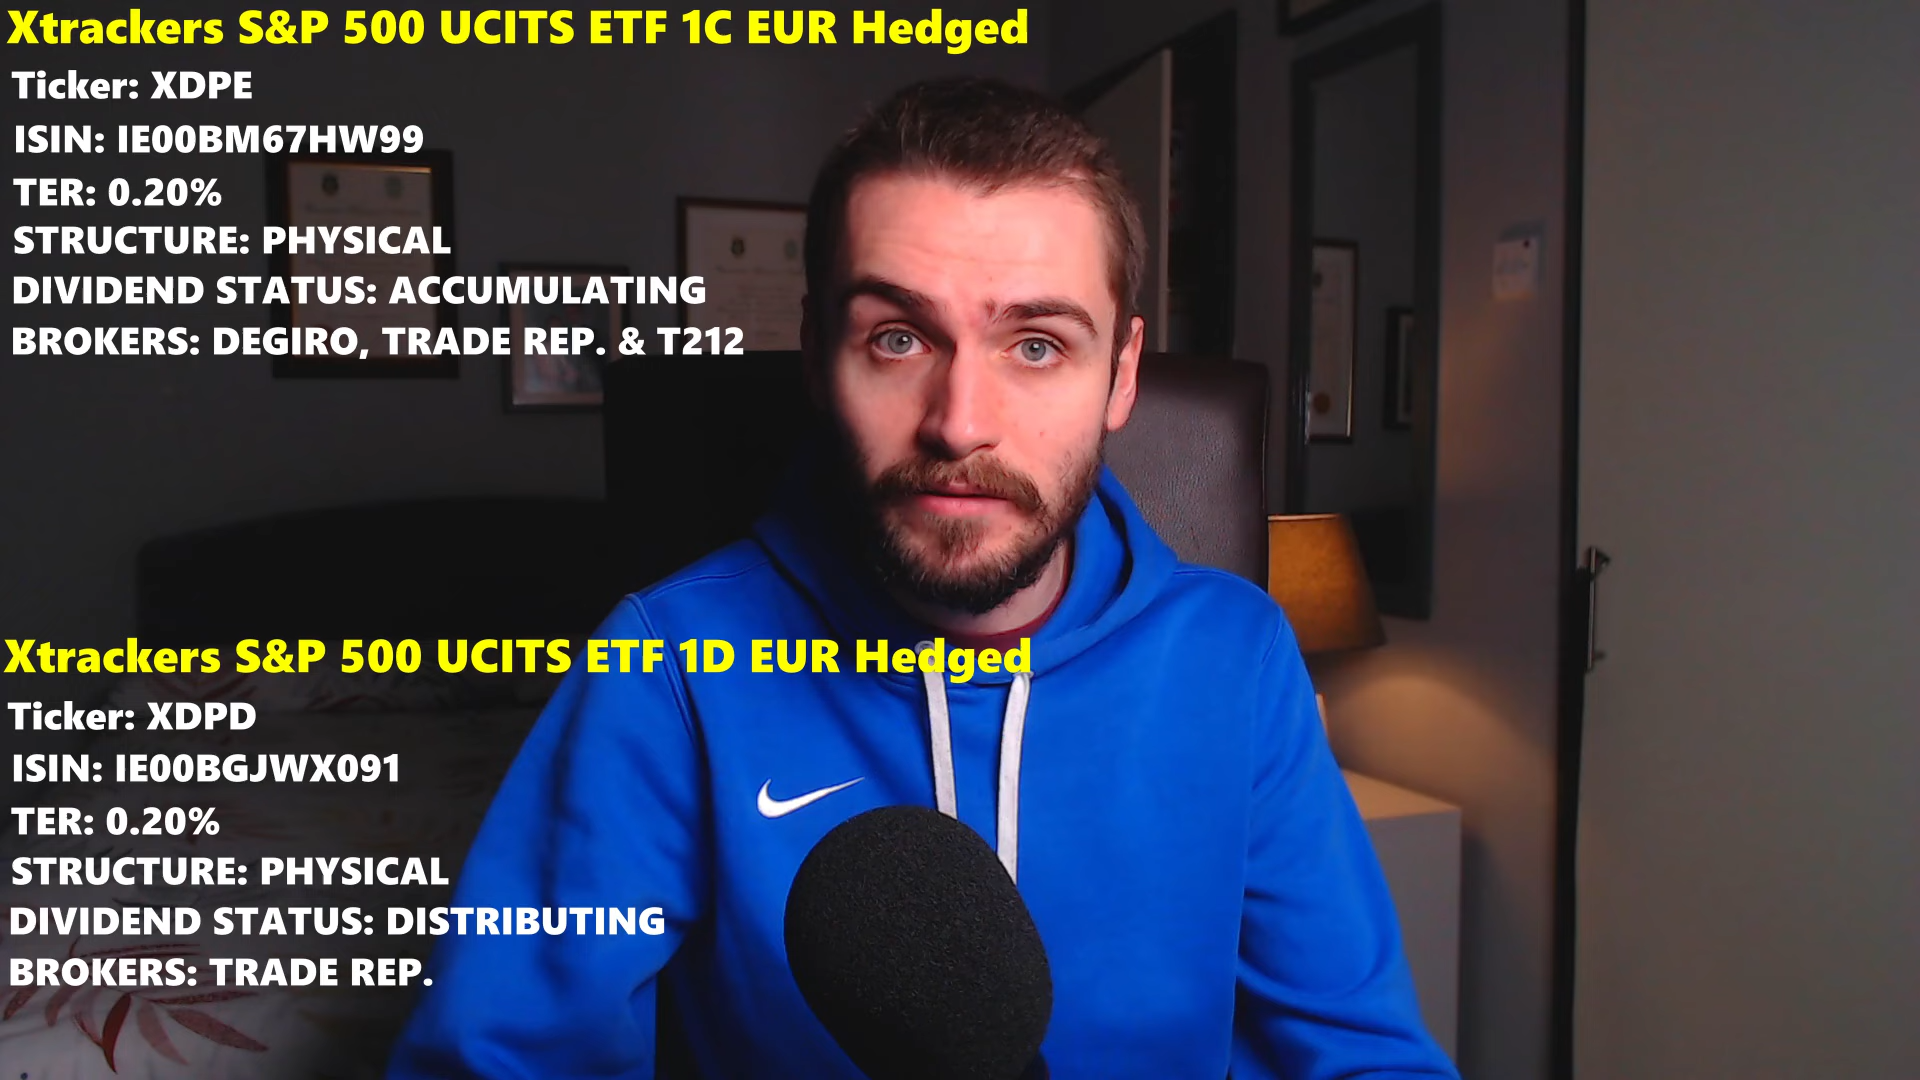 Xtrackers S&P 500 UCITS ETF 1C EUR Hedged
Ticker: XDPE
ISIN: IE00BM67HW99
TER: 0.20%
STRUCTURE: PHYSICAL
DIVIDEND STATUS: ACCUMULATING
BROKERS: DEGIRO, TRADE REP. & T212
Xtrackers S&P 500 UCITS ETF 1D EUR Hedged
Ticker: XDPD
ISIN: IE00BGJWX091
TER: 0.20%
STRUCTURE: PHYSICAL
DIVIDEND STATUS: DISTRIBUTING
BROKERS: TRADE REP.